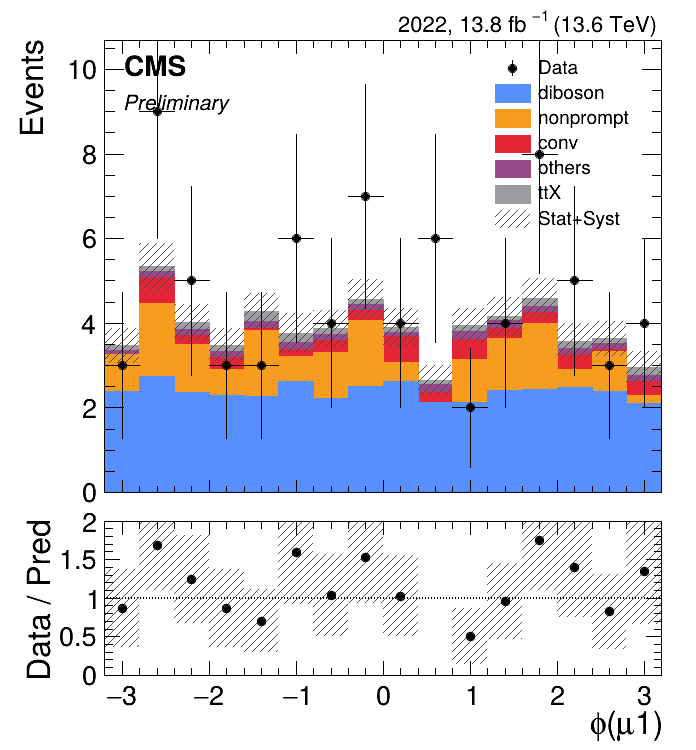 2022, 13.8 fb⁻¹ (13.6 TeV)
Events
CMS
Preliminary
Data
diboson
nonprompt
conv
others
ttX
Stat+Syst
10
8
6
4
2
0
Data / Pred
2
1.5
1
0.5
0
−3 −2 −1 0 1 2 3
ϕ(μ1)